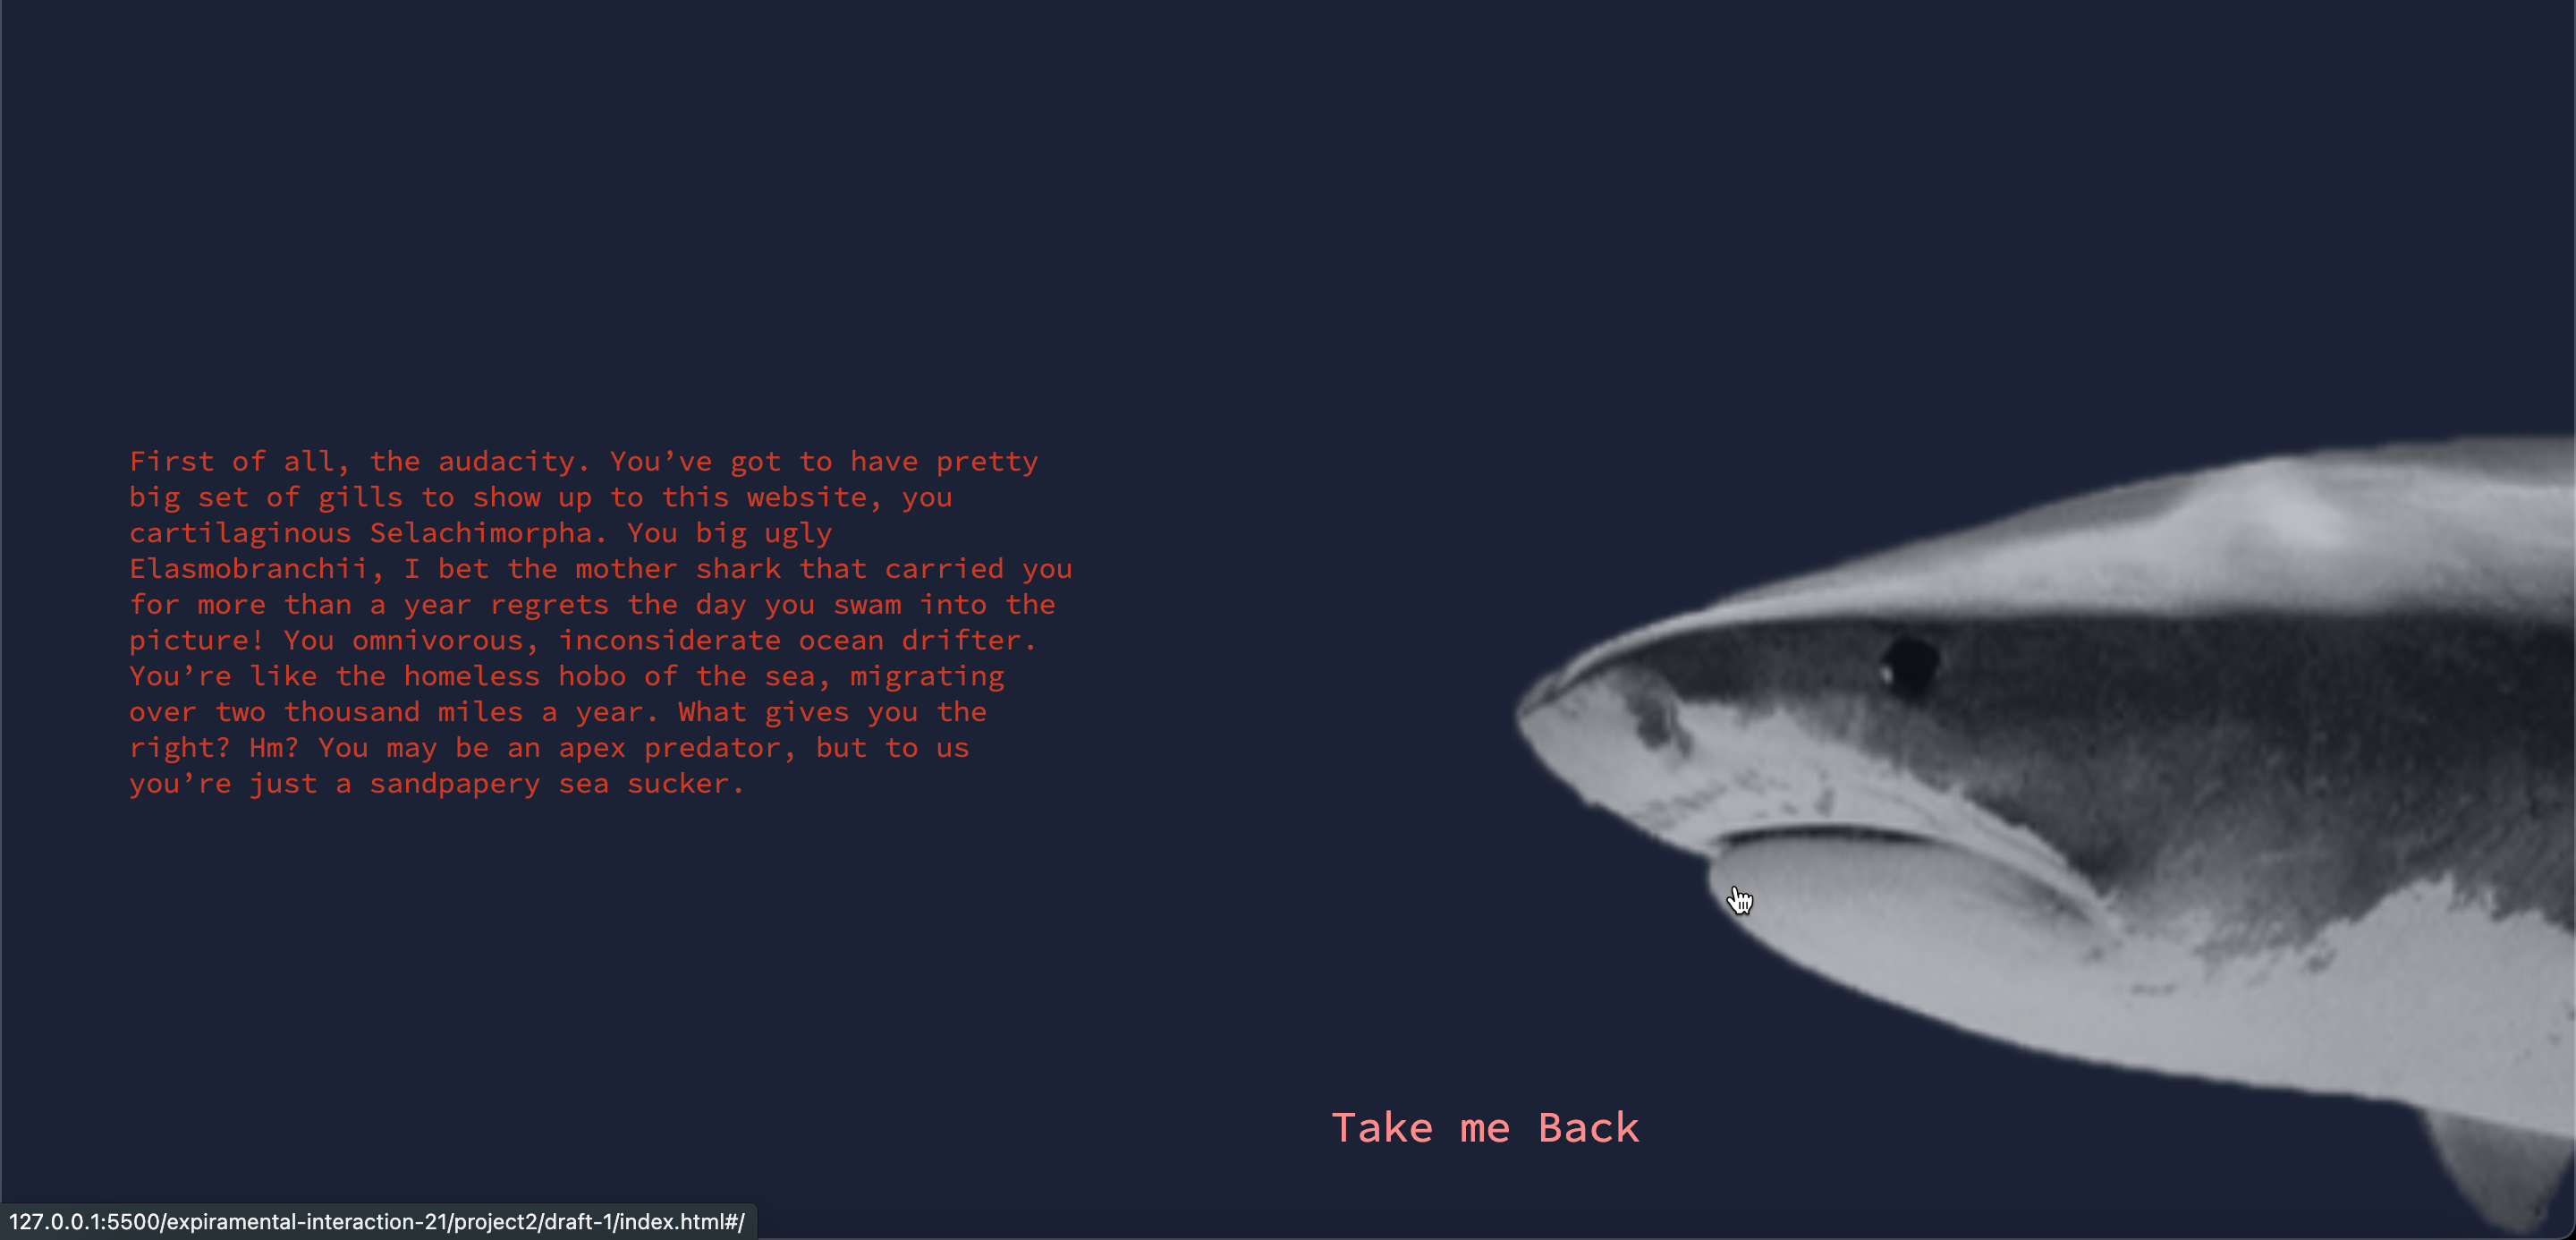 First of all, the audacity. You’ve got to have pretty
big set of gills to show up to this website, you
cartilaginous Selachimorpha. You big ugly
Elasmobranchii, I bet the mother shark that carried you
for more than a year regrets the day you swam into the
picture! You omnivorous, inconsiderate ocean drifter.
You’re like the homeless hobo of the sea, migrating
over two thousand miles a year. What gives you the
right? Hm? You may be an apex predator, but to us
you’re just a sandpapery sea sucker.
Take me Back
127.0.0.1:5500/expiramental-interaction-21/project2/draft-1/index.html#/